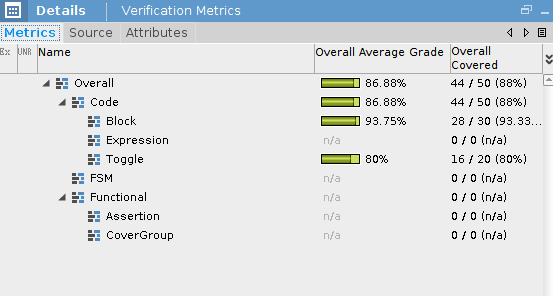 Details Verification Metrics
Metrics Source Attributes
Ex UNR Name Overall Average Grade Overall Covered
Overall 86.88% 44 / 50 (88%)
Code 86.88% 44 / 50 (88%)
Block 93.75% 28 / 30 (93.33...
Expression n/a 0 / 0 (n/a)
Toggle 80% 16 / 20 (80%)
FSM n/a 0 / 0 (n/a)
Functional n/a 0 / 0 (n/a)
Assertion n/a 0 / 0 (n/a)
CoverGroup n/a 0 / 0 (n/a)